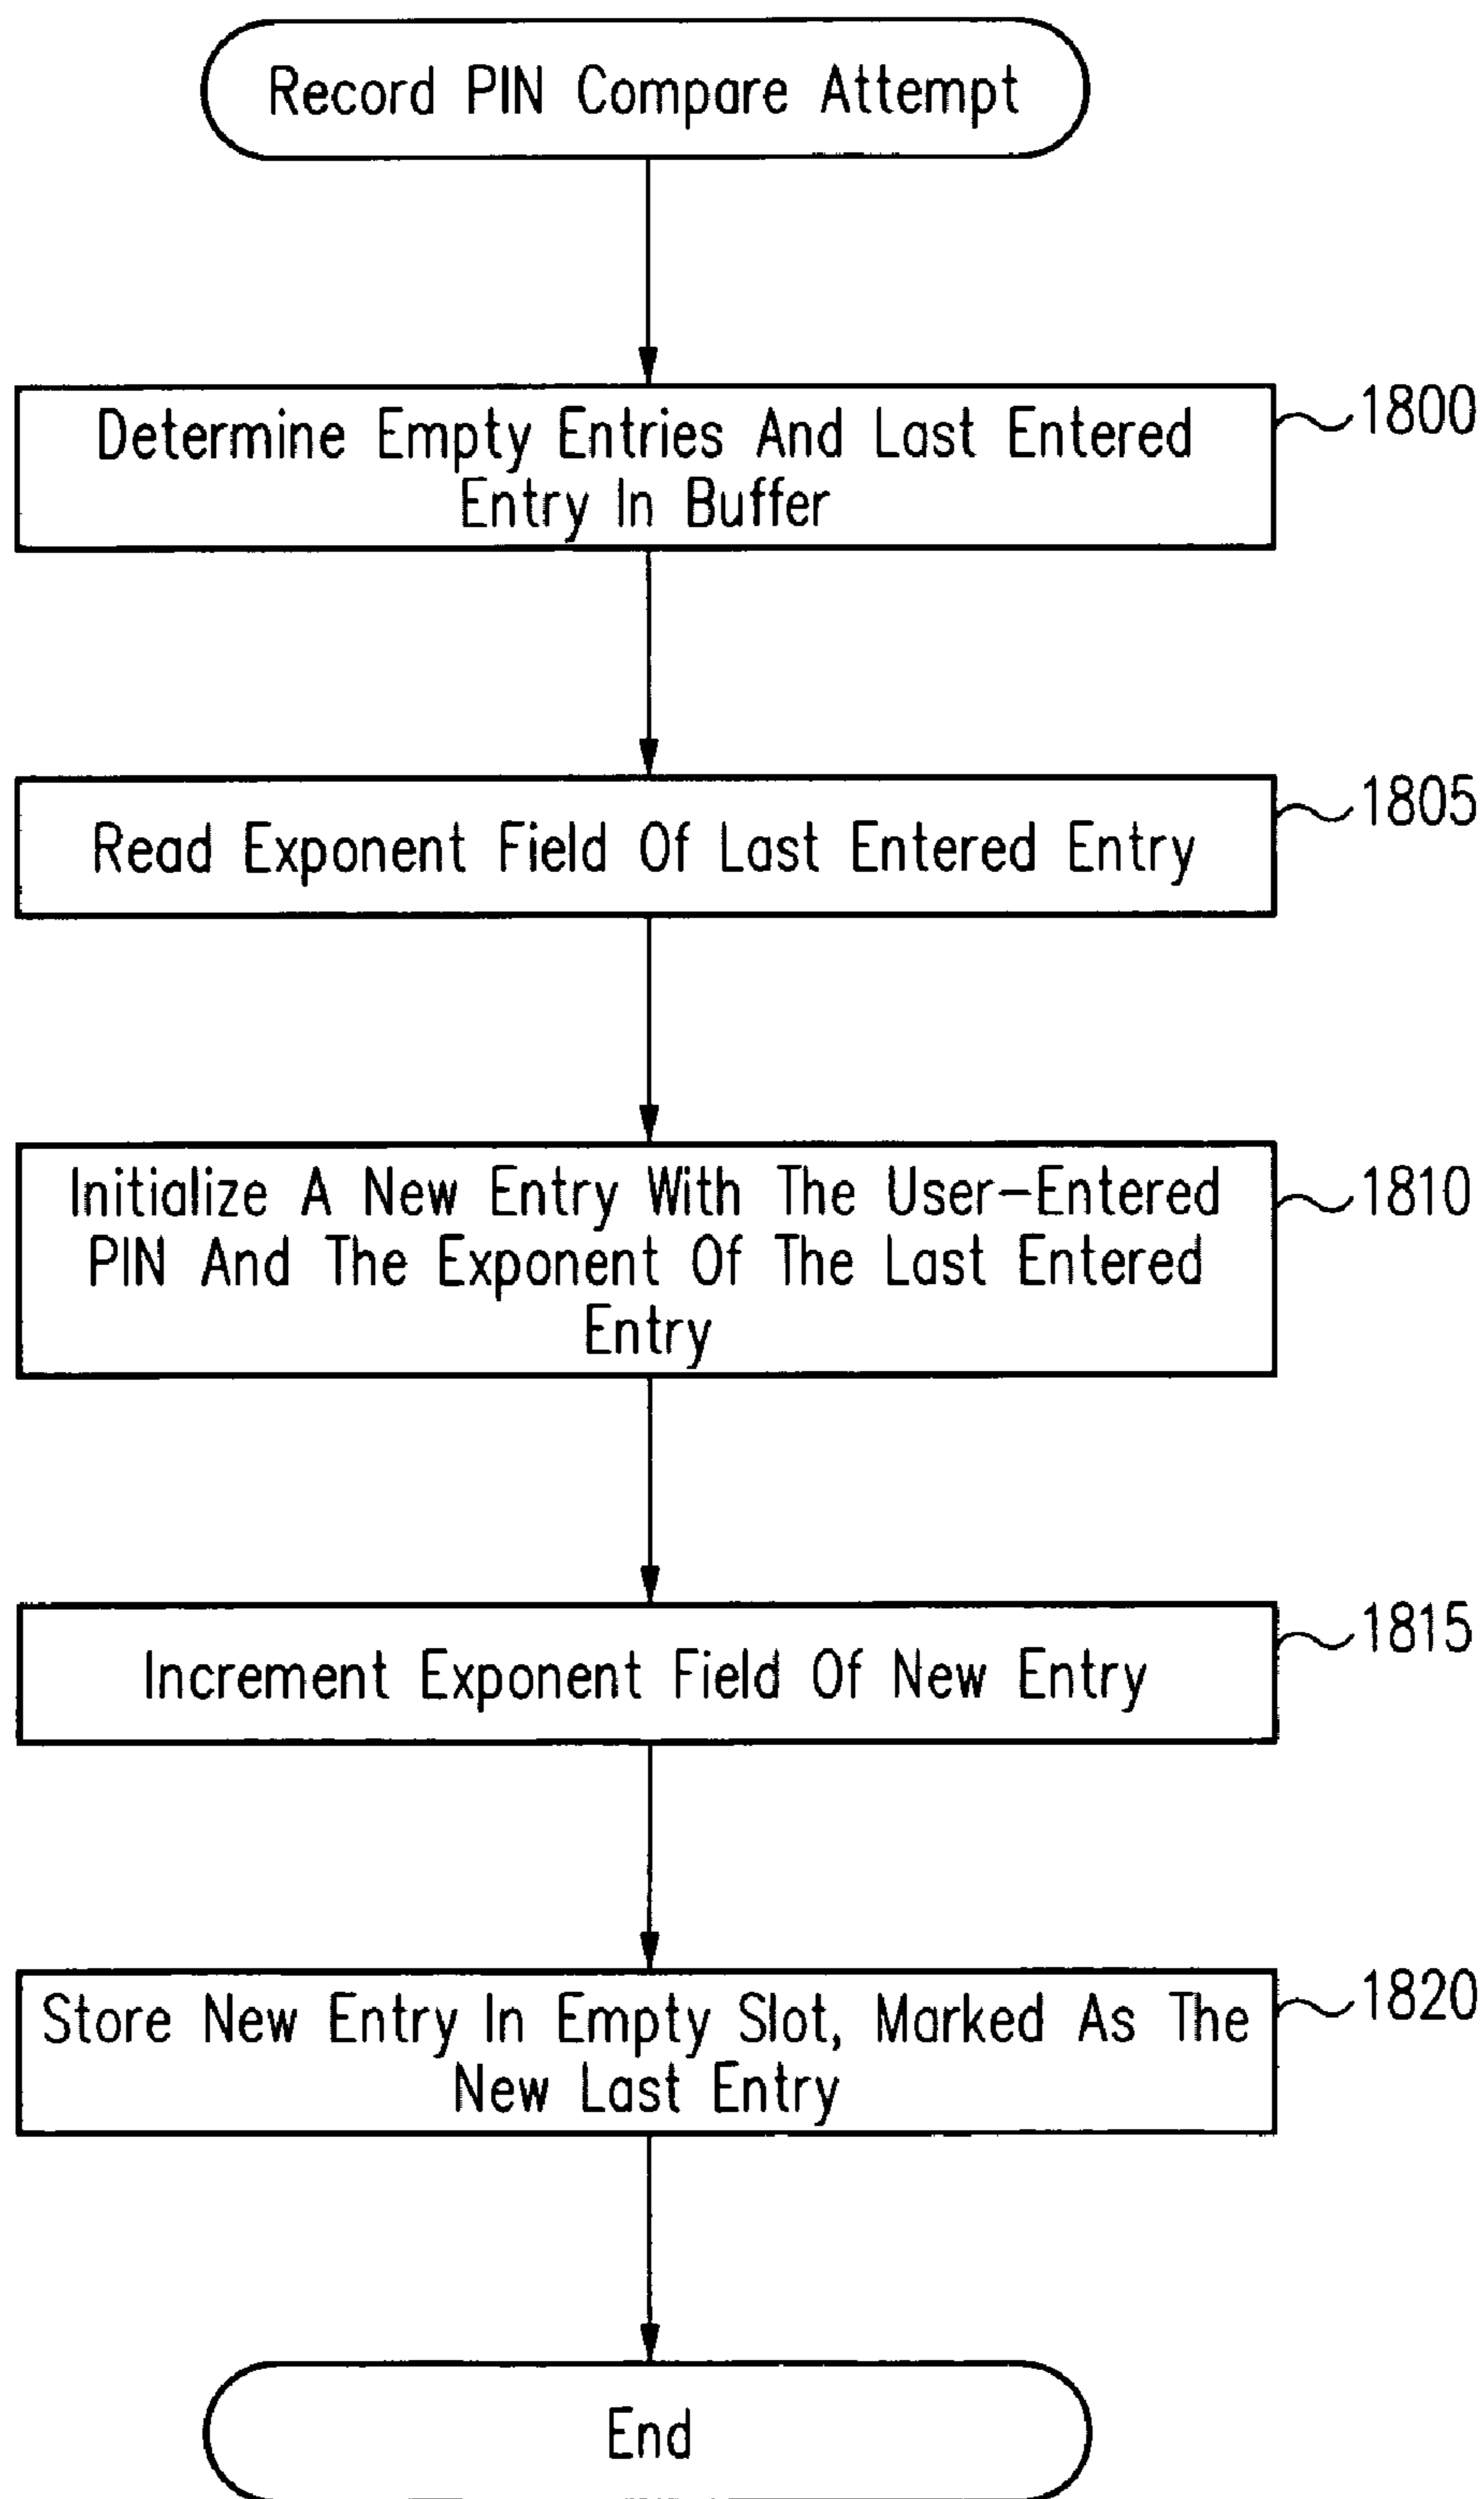 Record PIN Compare Attempt
Determine Empty Entries And Last Entered
Entry In Buffer
1800
Read Exponent Field Of Last Entered Entry
1805
Initialize A New Entry With The User-Entered
PIN And The Exponent Of The Last Entered
Entry
1810
Increment Exponent Field Of New Entry
1815
Store New Entry In Empty Slot, Marked As The
New Last Entry
1820
End